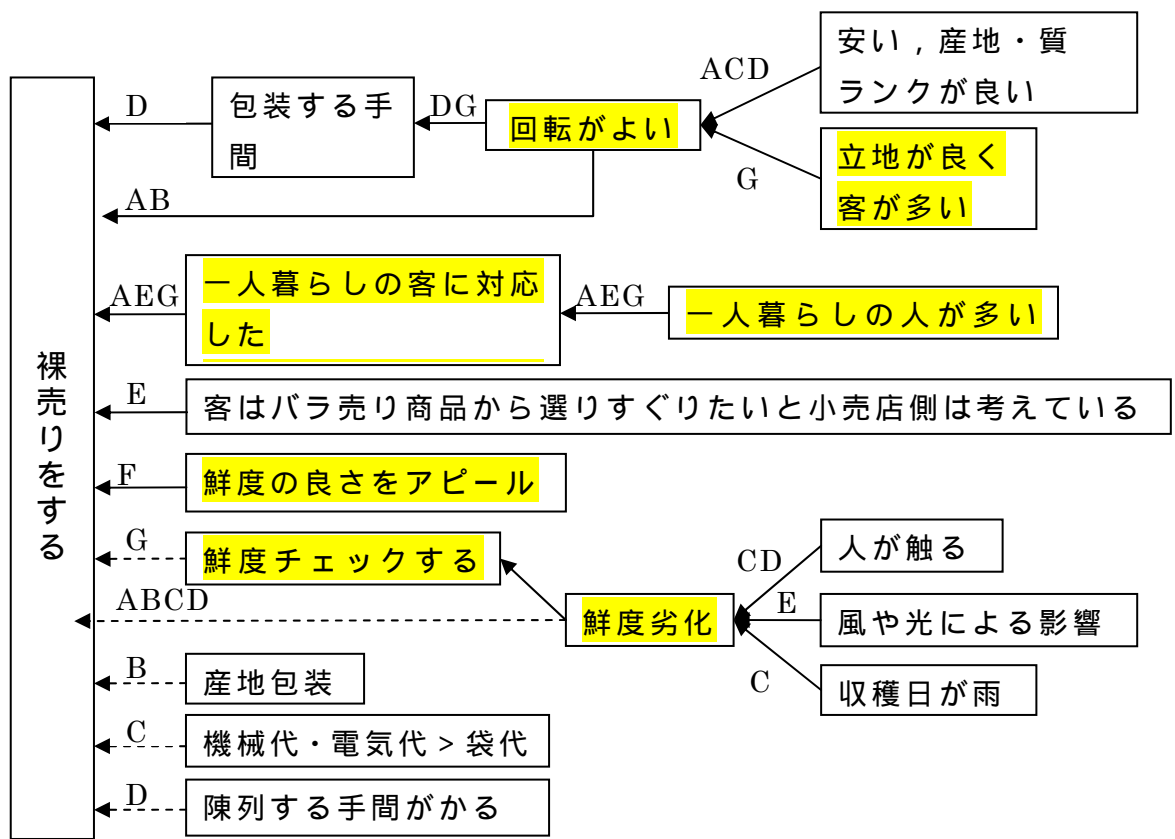 安い，産地・質
ランクが良い
ACD
D
包装する手
間
DG
回転がよい
立地が良く
客が多い
G
AB
一人暮らしの客に対応
した
AEG
AEG
一人暮らしの人が多い
裸売りをする
E
客はバラ売り商品から選りすぐりたいと小売店側は考えている
F
鮮度の良さをアピール
G
鮮度チェックする
人が触る
CD
ABCD
鮮度劣化
E
風や光による影響
B
産地包装
C
収穫日が雨
C
機械代・電気代＞袋代
D
陳列する手間がかる